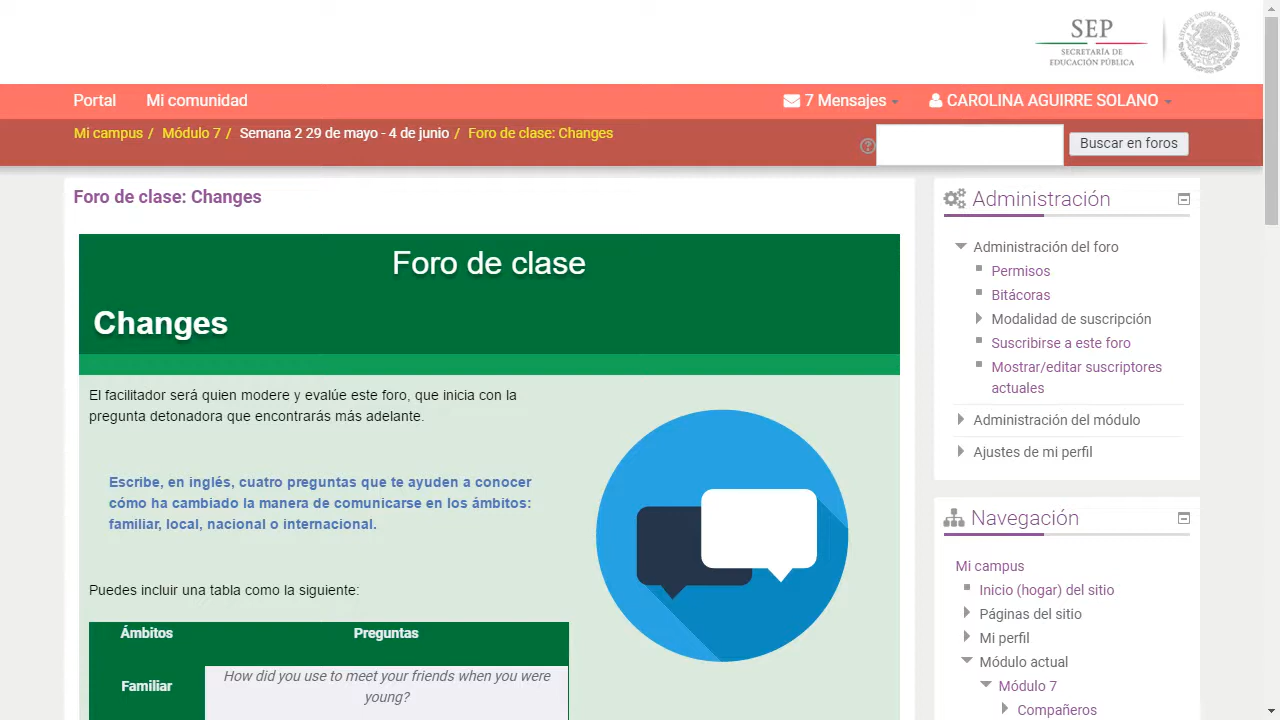 SEP
SECRETARÍA DE
EDUCACIÓN PÚBLICA
ESTADOS UNIDOS MEXICANOS
Portal
Mi comunidad
7 Mensajes
CAROLINA AGUIRRE SOLANO
Mi campus / Módulo 7 / Semana 2 29 de mayo - 4 de junio / Foro de clase: Changes
Buscar en foros
Foro de clase: Changes
Foro de clase
Changes
El facilitador será quien modere y evalúe este foro, que inicia con la
pregunta detonadora que encontrarás más adelante.
Escribe, en inglés, cuatro preguntas que te ayuden a conocer
cómo ha cambiado la manera de comunicarse en los ámbitos:
familiar, local, nacional o internacional.
Puedes incluir una tabla como la siguiente:
Ámbitos
Preguntas
Familiar
How did you use to meet your friends when you were
young?
Administración
Administración del foro
Permisos
Bitácoras
Modalidad de suscripción
Suscribirse a este foro
Mostrar/editar suscriptores
actuales
Administración del módulo
Ajustes de mi perfil
Navegación
Mi campus
Inicio (hogar) del sitio
Páginas del sitio
Mi perfil
Módulo actual
Módulo 7
Compañeros